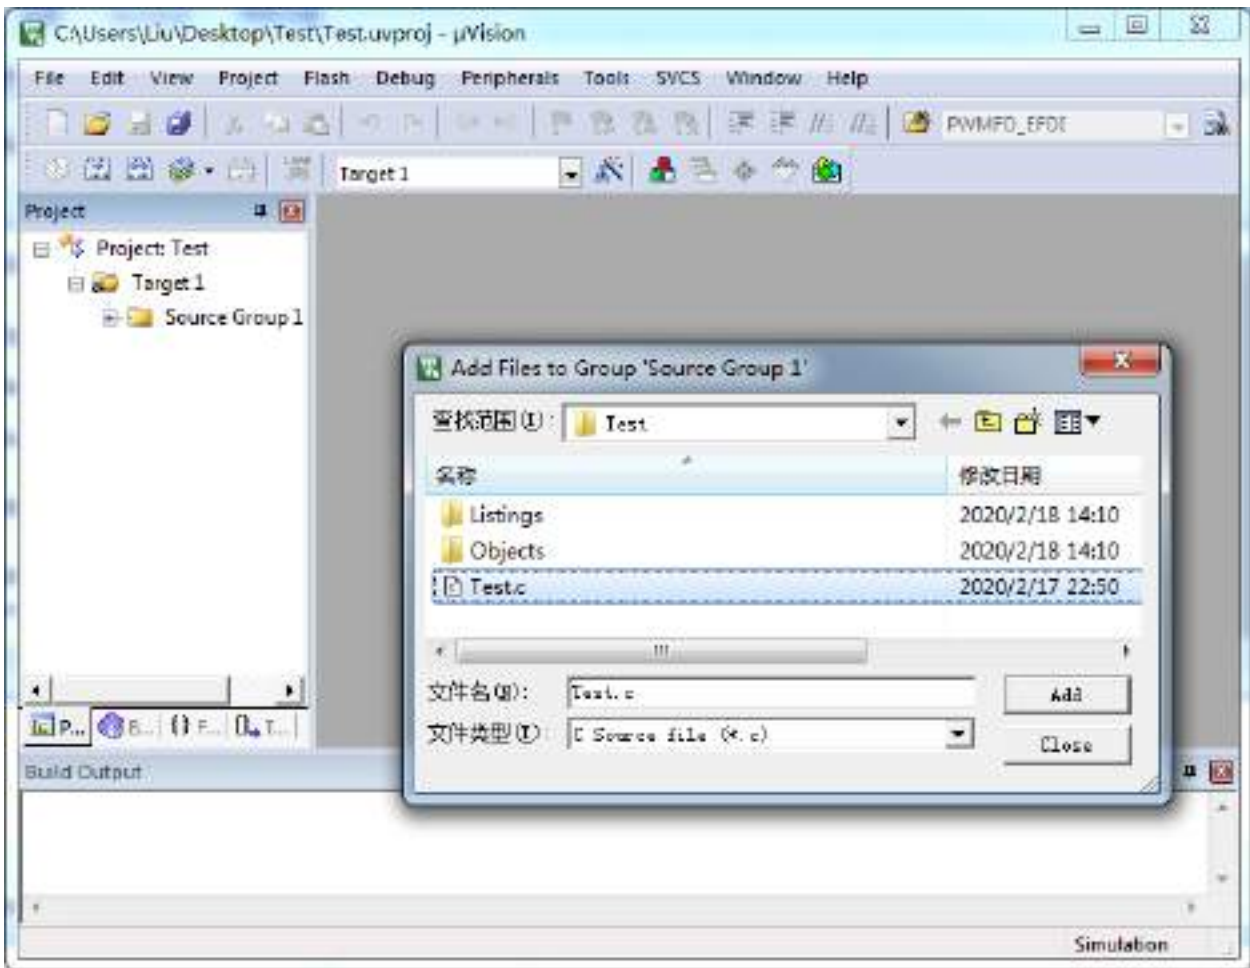 C:\Users\Liu\Desktop\Test\Test.uvproj - µVision
File Edit View Project Flash Debug Peripherals Tools SVCS Window Help
PWMFD_EFDI
Target 1
Project
Project: Test
Target 1
Source Group 1
Add Files to Group 'Source Group 1'
查找范围(I): Test
名称 修改日期
Listings 2020/2/18 14:10
Objects 2020/2/18 14:10
Test.c 2020/2/17 22:50
文件名(N): Test.c Add
文件类型(T): C Source file (*.c) Close
P... B... {} F... T...
Build Output
Simulation